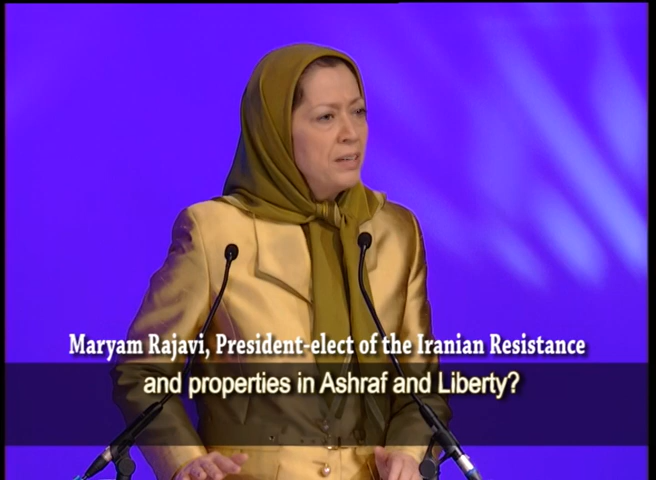 Maryam Rajavi, President-elect of the Iranian Resistance
and properties in Ashraf and Liberty?